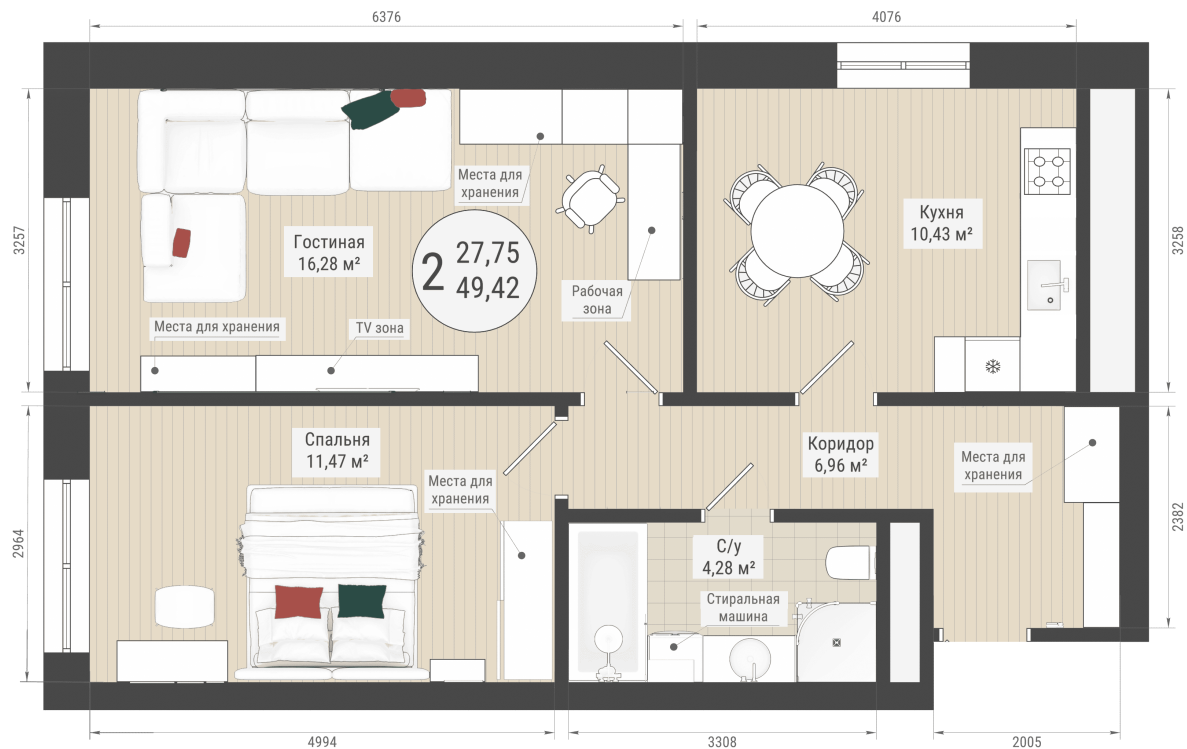 6376
4076
3257
3258
Места для
хранения
Гостиная
16,28 м²
2
27,75
49,42
Кухня
10,43 м²
Рабочая
зона
Места для хранения
TV зона
Спальня
11,47 м²
Места для
хранения
Коридор
6,96 м²
Места для
хранения
2964
2382
С/у
4,28 м²
Стиральная
машина
4994
3308
2005